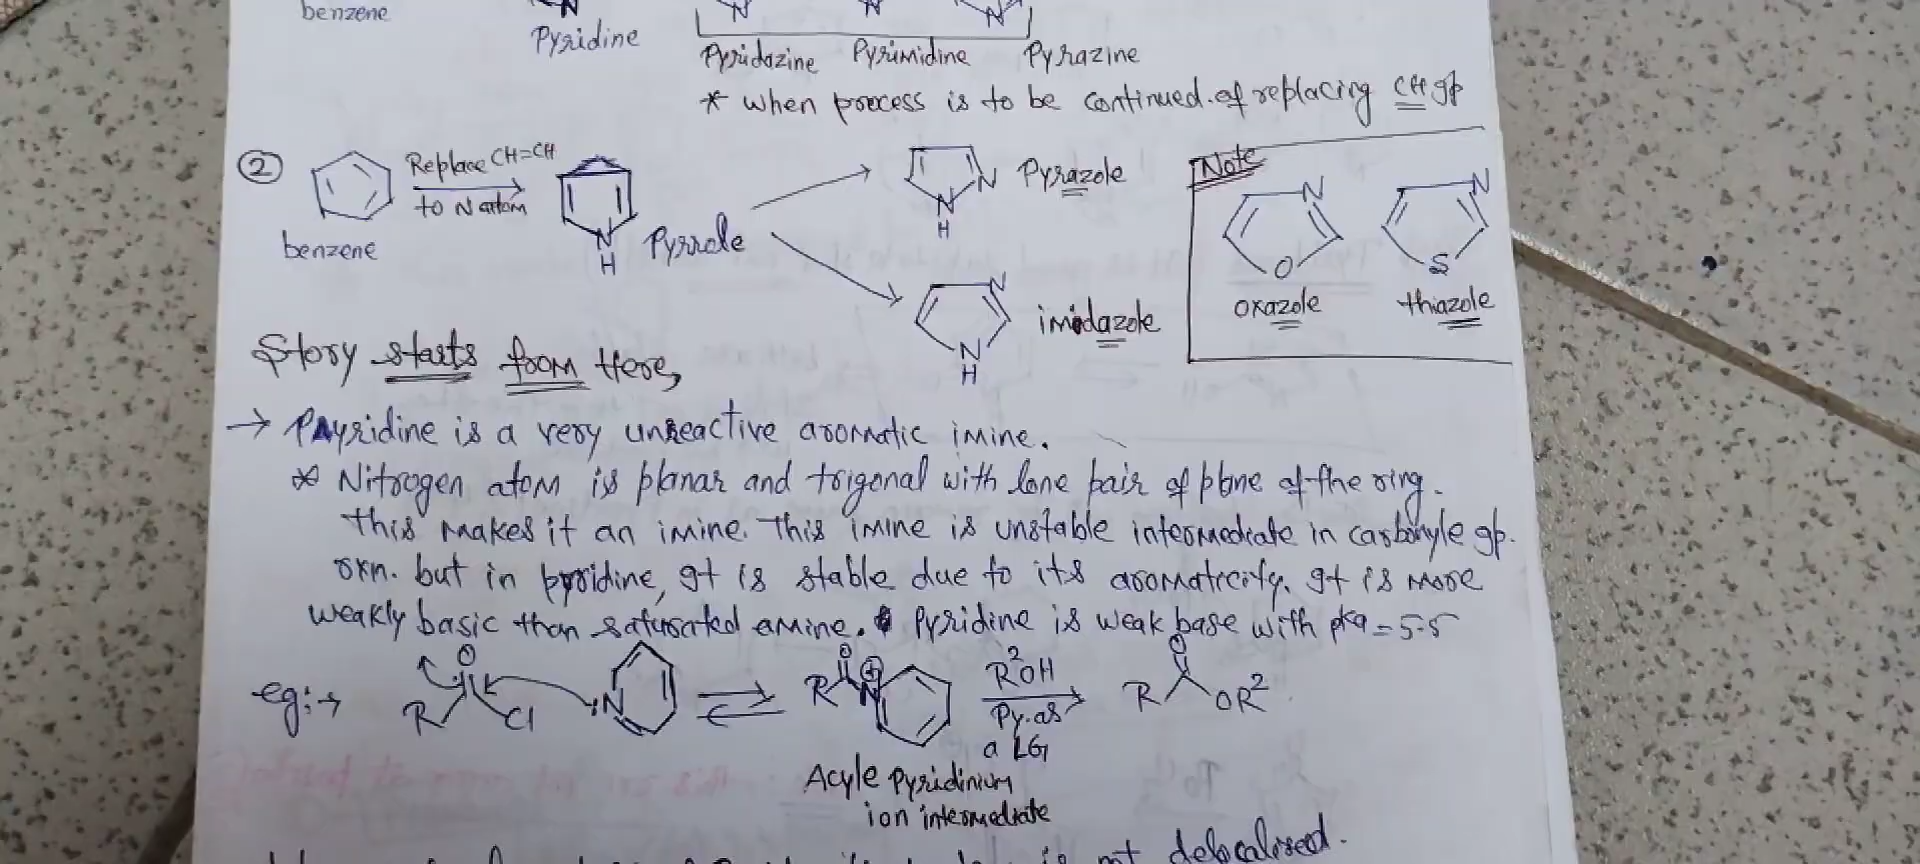 benzene
N N N N
Pyridine
Pyridazine Pyrimidine Pyrazine
* when process is to be continued. of replacing CH gp
② Replace CH=CH
to N atom
benzene
N
H
Pyrrole
N
N
H
Pyrazole
N
N
H
imidazole
Note
N
O
oxazole
N
S
thiazole
Story starts from Here,
→ Pyridine is a very unreactive aromatic imine.
* Nitrogen atom is planar and trigonal with lone pair of plane of the ring.
this makes it an imine. This imine is unstable intermediate in carbonyle gp.
rxn. but in pyridine, It is stable due to its aromaticity. It is more
weakly basic than saturated amine. Pyridine is weak base with pka = 5.5
eg:→ R O Cl :N ⇌ R O N⊕ R²OH → R O OR²
Py. as
a LG
Acyle pyridinium
ion intermediate
is not delocalised.